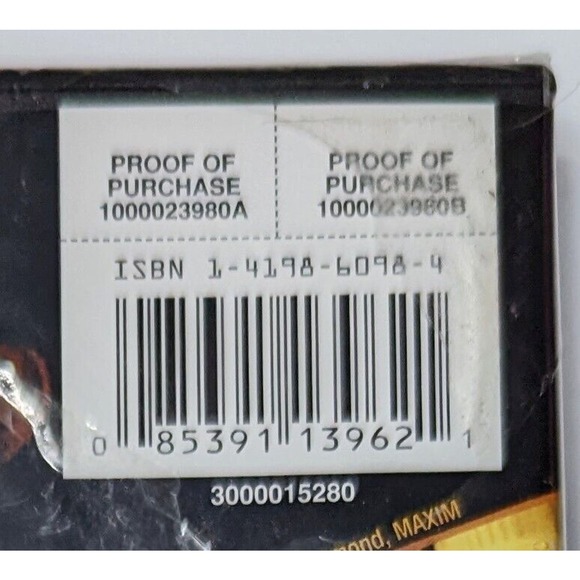 PROOF OF
PURCHASE
1000023980A
PROOF OF
PURCHASE
1000023980B
ISBN 1-4198-6098-4
0 85391 13962 1
3000015280
MAXIM